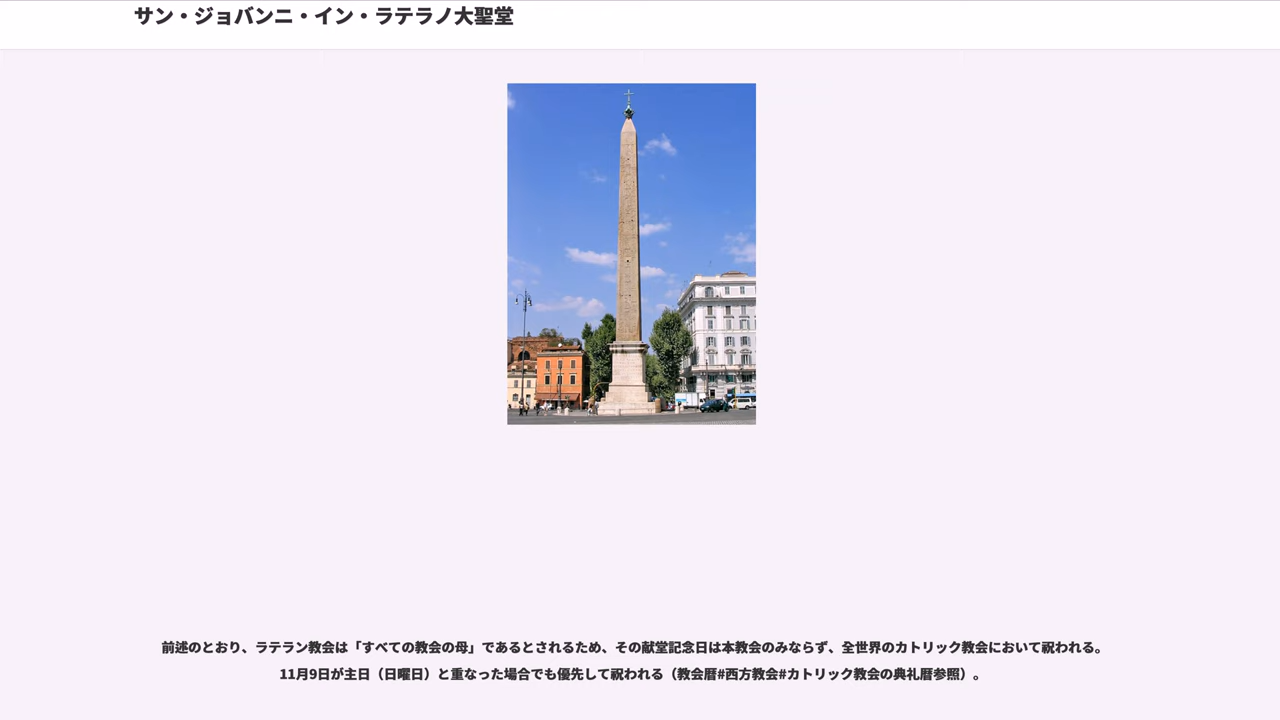 サン・ジョバンニ・イン・ラテラノ大聖堂
前述のとおり、ラテラン教会は「すべての教会の母」であるとされるため、その献堂記念日は本教会のみならず、全世界のカトリック教会において祝われる。
11月9日が主日（日曜日）と重なった場合でも優先して祝われる（教会暦#西方教会#カトリック教会の典礼暦参照）。